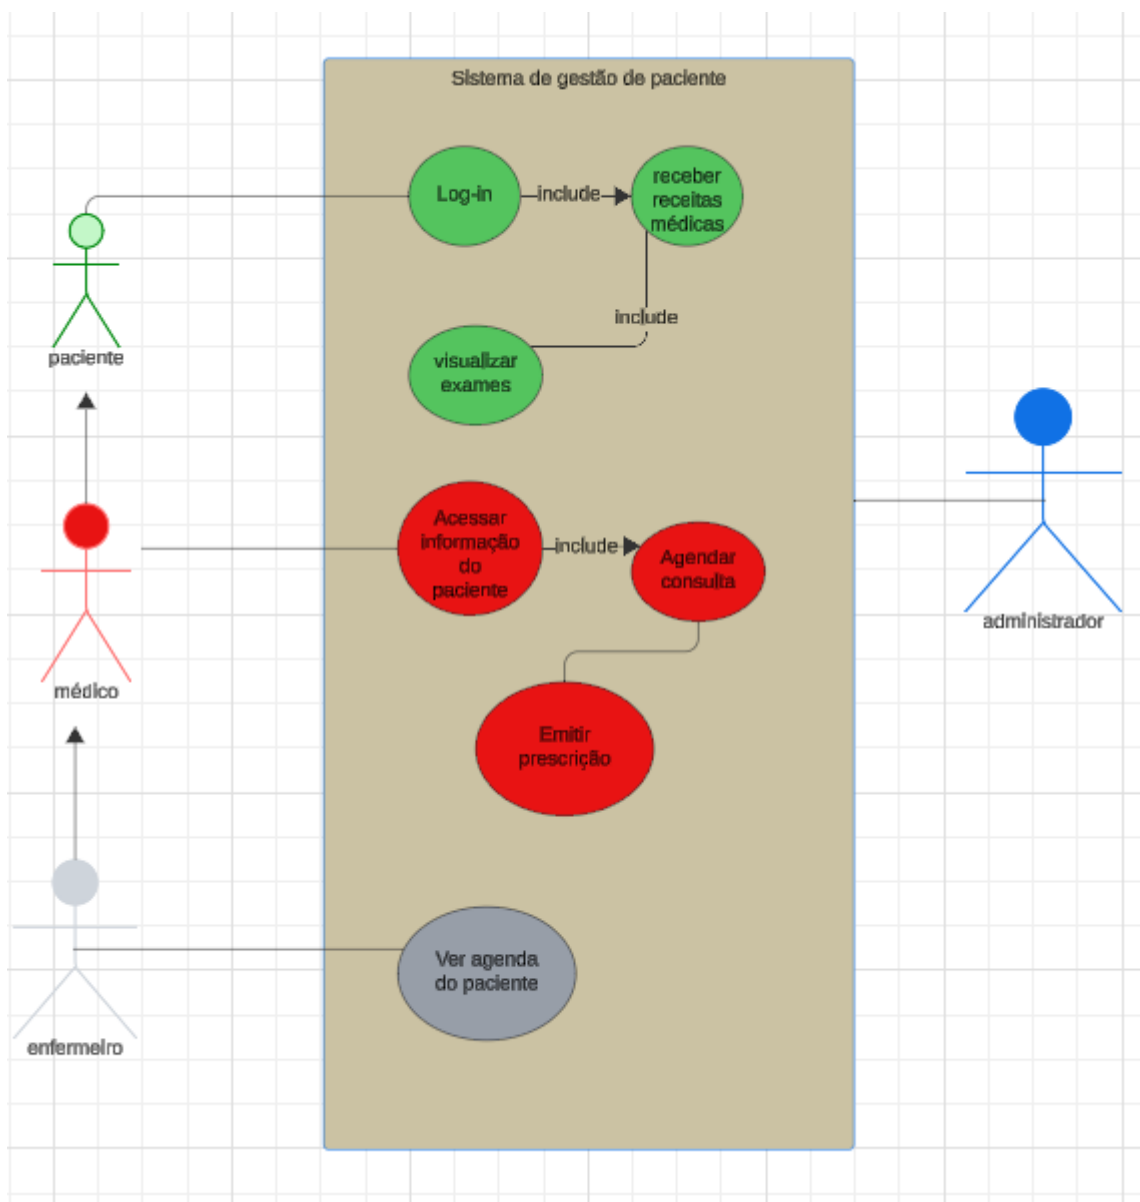 Sistema de gestão de paciente
Log-in
include
receber
receitas
médicas
include
visualizar
exames
paciente
Acessar
informação
do
paciente
include
Agendar
consulta
administrador
médico
Emitir
prescrição
Ver agenda
do paciente
enfermeiro